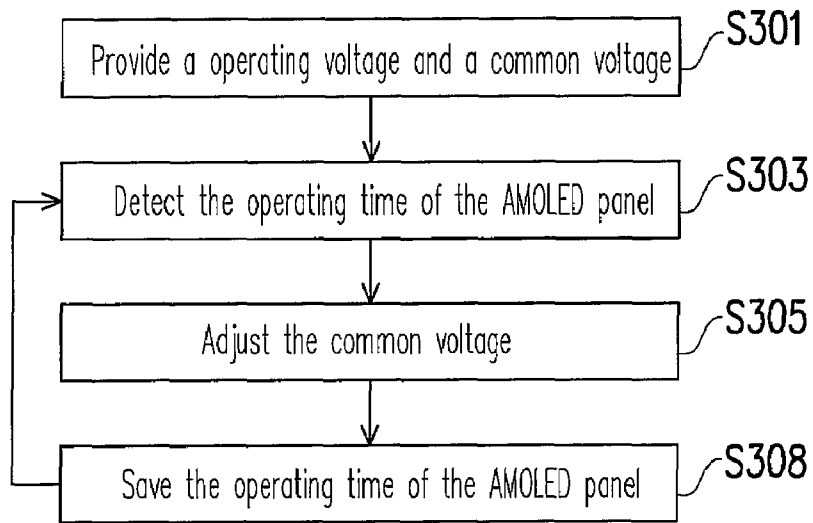 Provide a operating voltage and a common voltage
S301
Detect the operating time of the AMOLED panel
S303
Adjust the common voltage
S305
Save the operating time of the AMOLED panel
S308